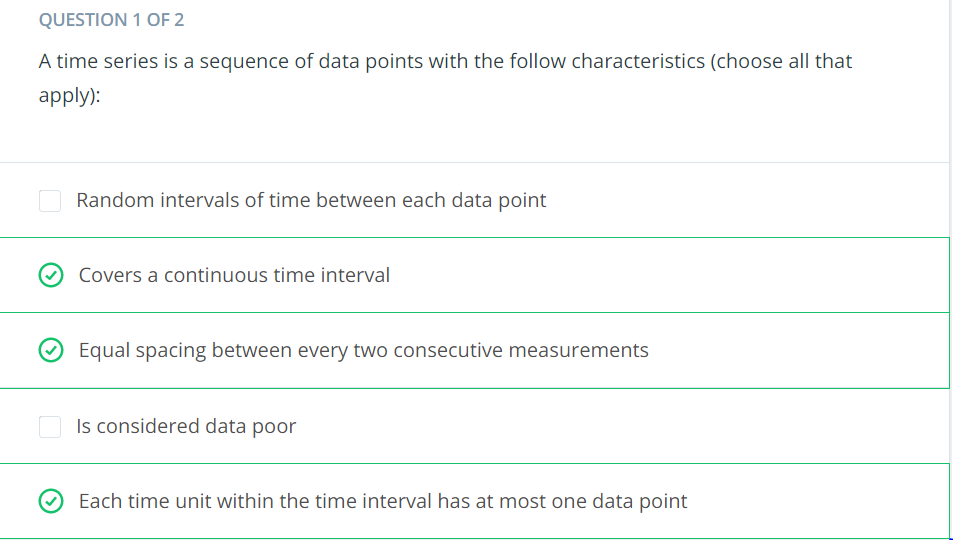 QUESTION 1 OF 2
A time series is a sequence of data points with the follow characteristics (choose all that
apply):
Random intervals of time between each data point
Covers a continuous time interval
Equal spacing between every two consecutive measurements
Is considered data poor
Each time unit within the time interval has at most one data point